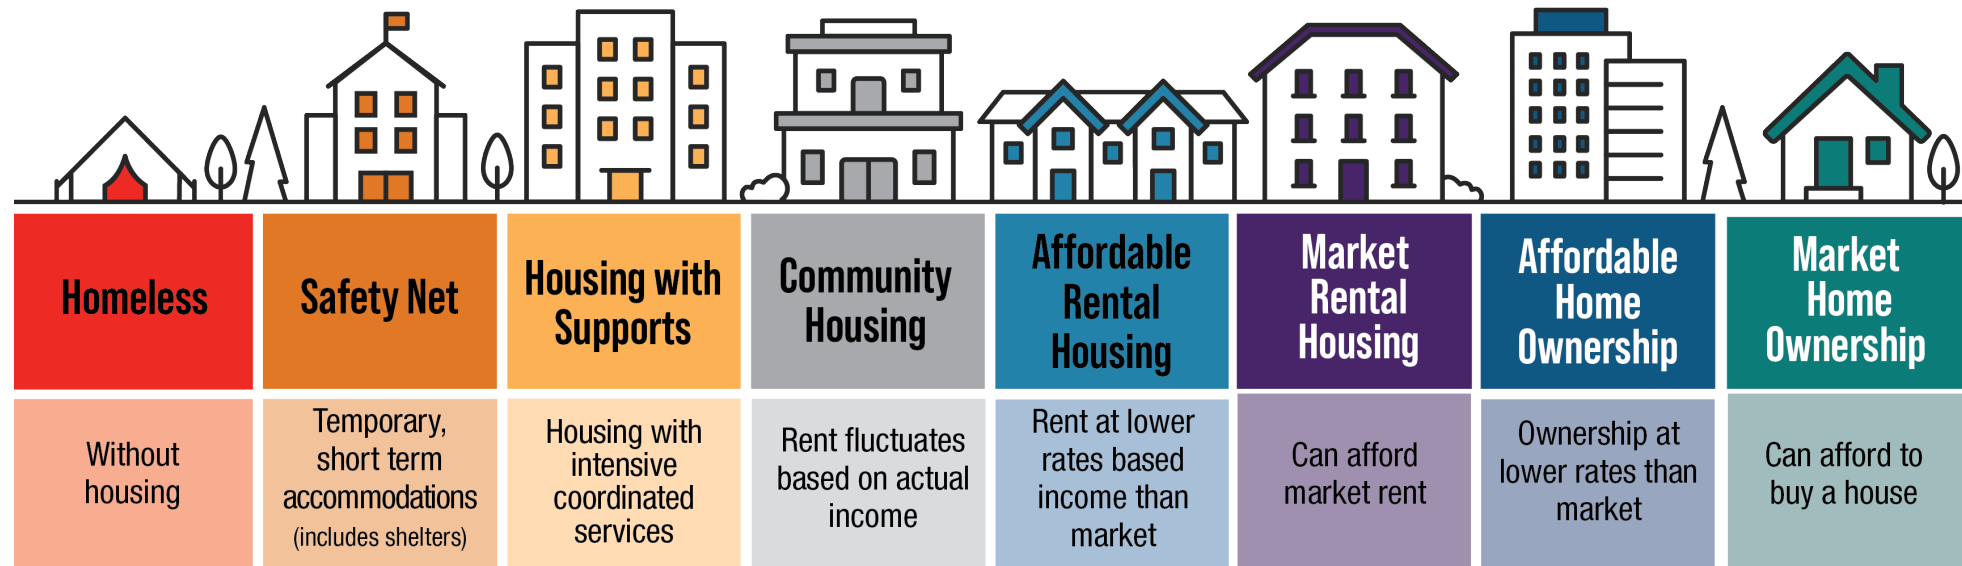 Homeless
Safety Net
Housing with
Supports
Community
Housing
Affordable
Rental
Housing
Market
Rental
Housing
Affordable
Home
Ownership
Market
Home
Ownership
Without
housing
Temporary,
short term
accommodations
(includes shelters)
Housing with
intensive
coordinated
services
Rent fluctuates
based on actual
income
Rent at lower
rates based
income than
market
Can afford
market rent
Ownership at
lower rates than
market
Can afford to
buy a house